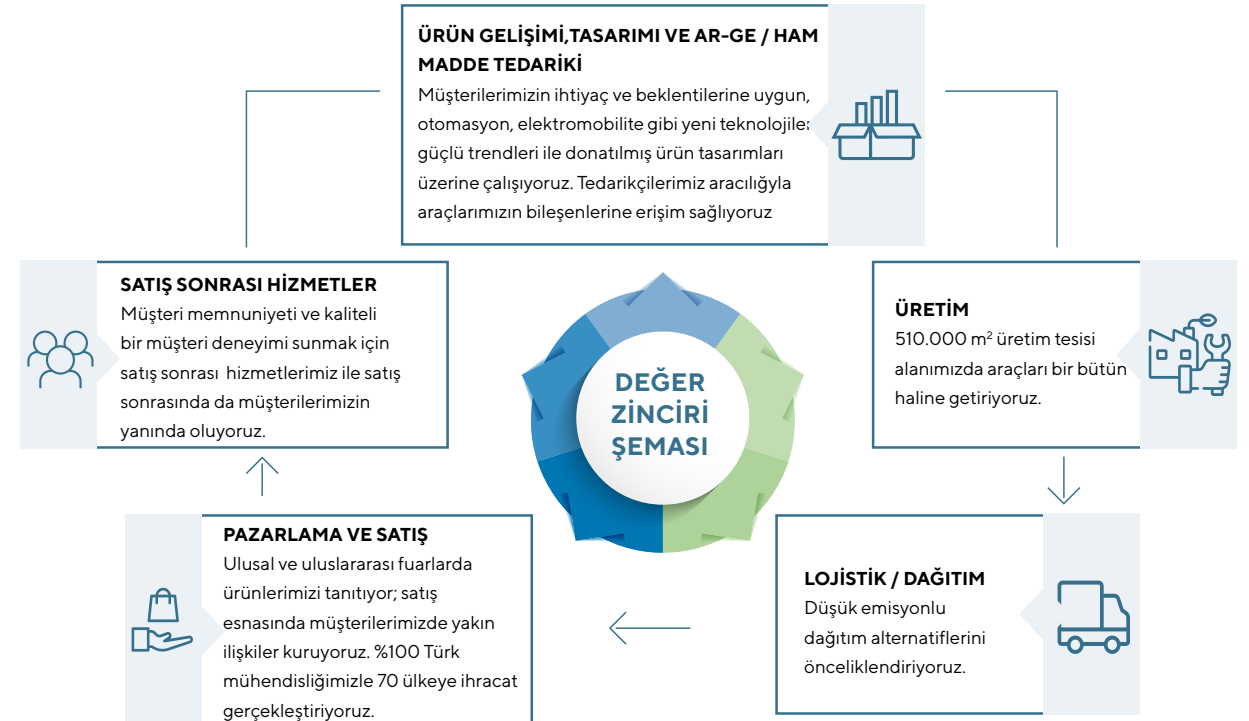 ÜRÜN GELİŞİMİ,TASARIMI VE AR-GE / HAM
MADDE TEDARİKİ
Müşterilerimizin ihtiyaç ve beklentilerine uygun,
otomasyon, elektromobilite gibi yeni teknolojiler
güçlü trendleri ile donatılmış ürün tasarımları
üzerine çalışıyoruz. Tedarikçilerimiz aracılığyla
araçlarımızın bileşenlerine erişim sağlıyoruz
ÜRETİM
510.000 m² üretim tesisi
alanımızda araçları bir bütün
haline getiriyoruz.
LOJİSTİK / DAĞITIM
Düşük emisyonlu
dağıtım alternatiflerini
önceliklendiriyoruz.
PAZARLAMA VE SATIŞ
Ulusal ve uluslararası fuarlarda
ürünlerimizi tanıtıyor; satış
esnasında müşterilerimizde yakın
ilişkiler kuruyoruz. %100 Türk
mühendisliğimizle 70 ülkeye ihracat
gerçekleştiriyoruz.
SATIŞ SONRASI HİZMETLER
Müşteri memnuniyeti ve kaliteli
bir müşteri deneyimi sunmak için
satış sonrası hizmetlerimiz ile satış
sonrasında da müşterilerimizin
yanında oluyoruz.
DEĞER
ZİNCİRİ
ŞEMASI